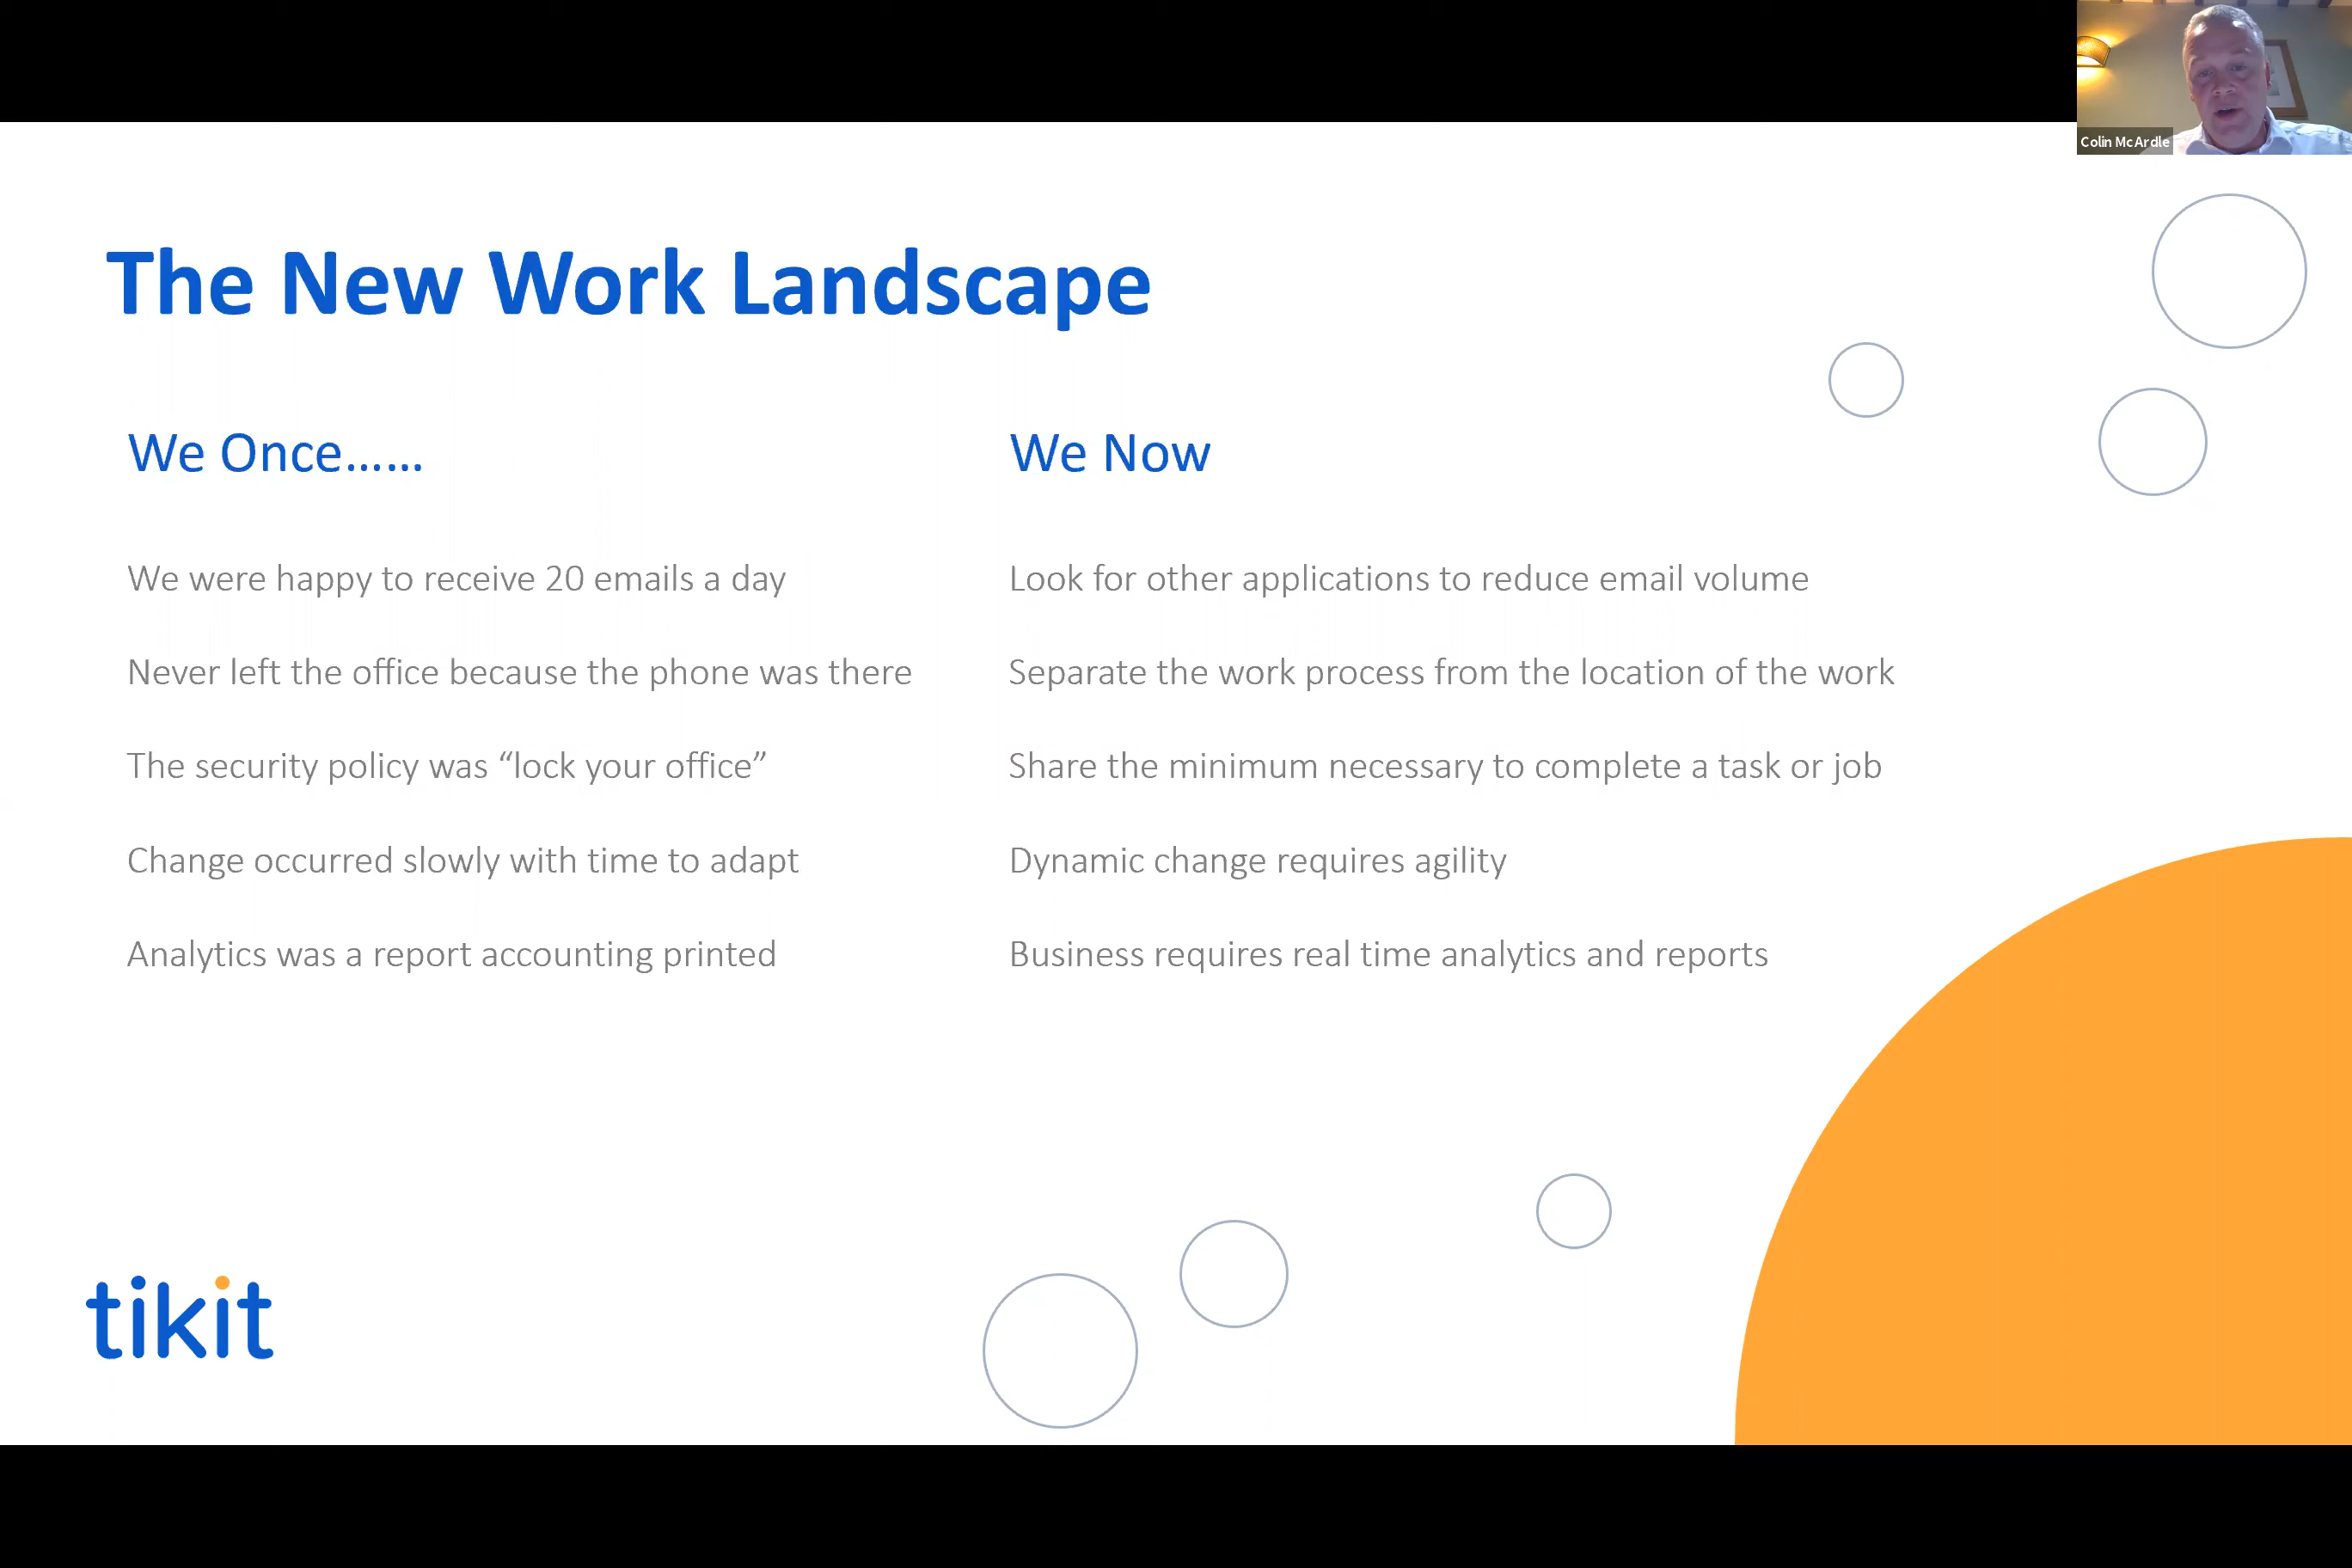 Colin McArdle
The New Work Landscape
We Once......
We were happy to receive 20 emails a day
Never left the office because the phone was there
The security policy was “lock your office”
Change occurred slowly with time to adapt
Analytics was a report accounting printed
We Now
Look for other applications to reduce email volume
Separate the work process from the location of the work
Share the minimum necessary to complete a task or job
Dynamic change requires agility
Business requires real time analytics and reports
tikit